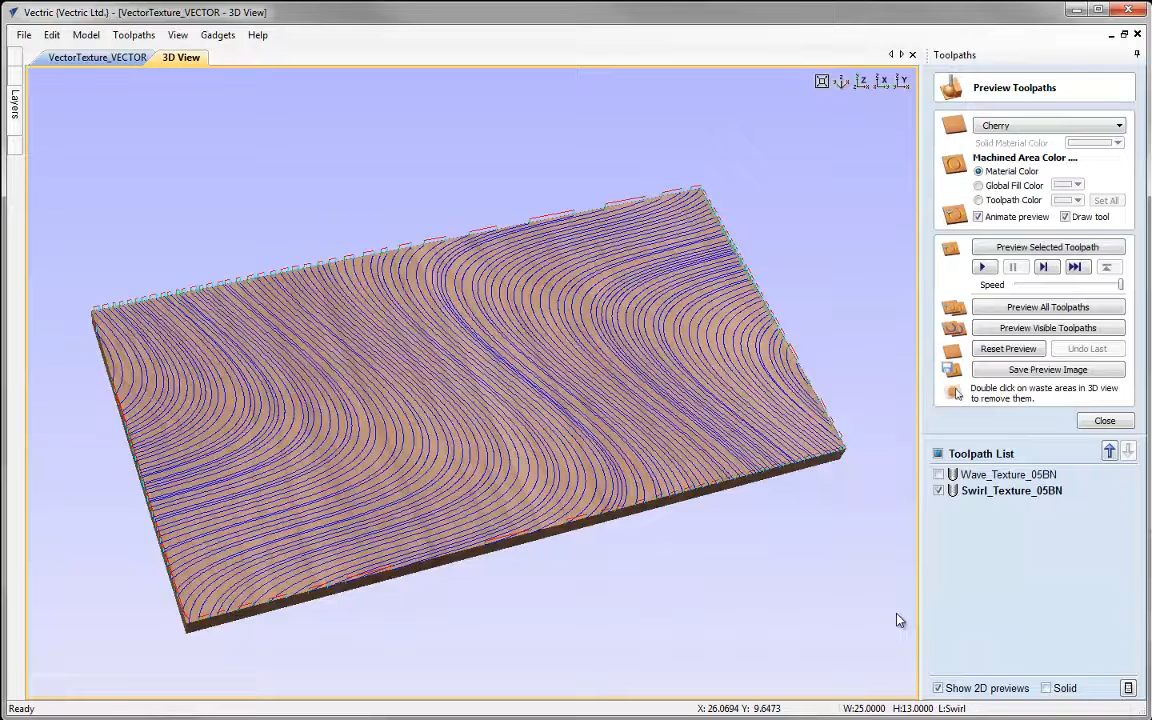 Vectric {Vectric Ltd.} - [VectorTexture_VECTOR - 3D View]
File Edit Model Toolpaths View Gadgets Help
VectorTexture_VECTOR 3D View
Toolpaths
Layers
Z X Y
Preview Toolpaths
Cherry
Solid Material Color
Machined Area Color ....
Material Color
Global Fill Color
Toolpath Color Set All
Animate preview Draw tool
Preview Selected Toolpath
Speed
Preview All Toolpaths
Preview Visible Toolpaths
Reset Preview Undo Last
Save Preview Image
Double click on waste areas in 3D view
to remove them.
Close
Toolpath List
Wave_Texture_05BN
Swirl_Texture_05BN
Show 2D previews Solid
Ready X: 26.0694 Y: 9.6473 W:25.0000 H:13.0000 L:Swirl